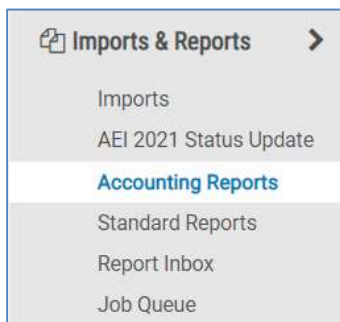 Imports & Reports
Imports
AEI 2021 Status Update
Accounting Reports
Standard Reports
Report Inbox
Job Queue